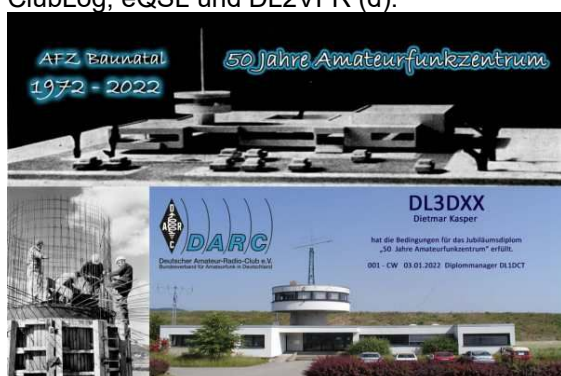 ClubLog, eQSL und DL2VFR (d).
AFZ Baunatal
1972 - 2022
50 Jahre Amateurfunkzentrum
DARC
DARC
Deutscher Amateur-Radio-Club e.V.
Bundesverband für Amateurfunk in Deutschland
DL3DXX
Dietmar Kasper
hat die Bedingungen für das Jubiläumsdiplom
„50 Jahre Amateurfunkzentrum“ erfüllt.
001 - CW 03.01.2022 Diplommanager DL1DCT